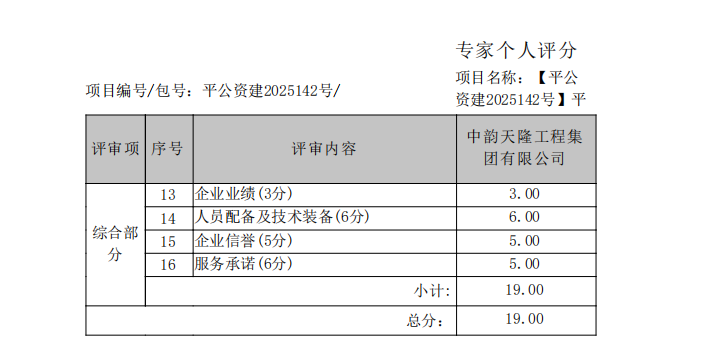 专家个人评分
项目编号/包号：平公资建2025142号/
项目名称：【平公
资建2025142号】平
评审项 序号 评审内容 中韵天隆工程集
团有限公司
综合部
分
13 企业业绩(3分) 3.00
14 人员配备及技术装备(6分) 6.00
15 企业信誉(5分) 5.00
16 服务承诺(6分) 5.00
小计: 19.00
总分： 19.00